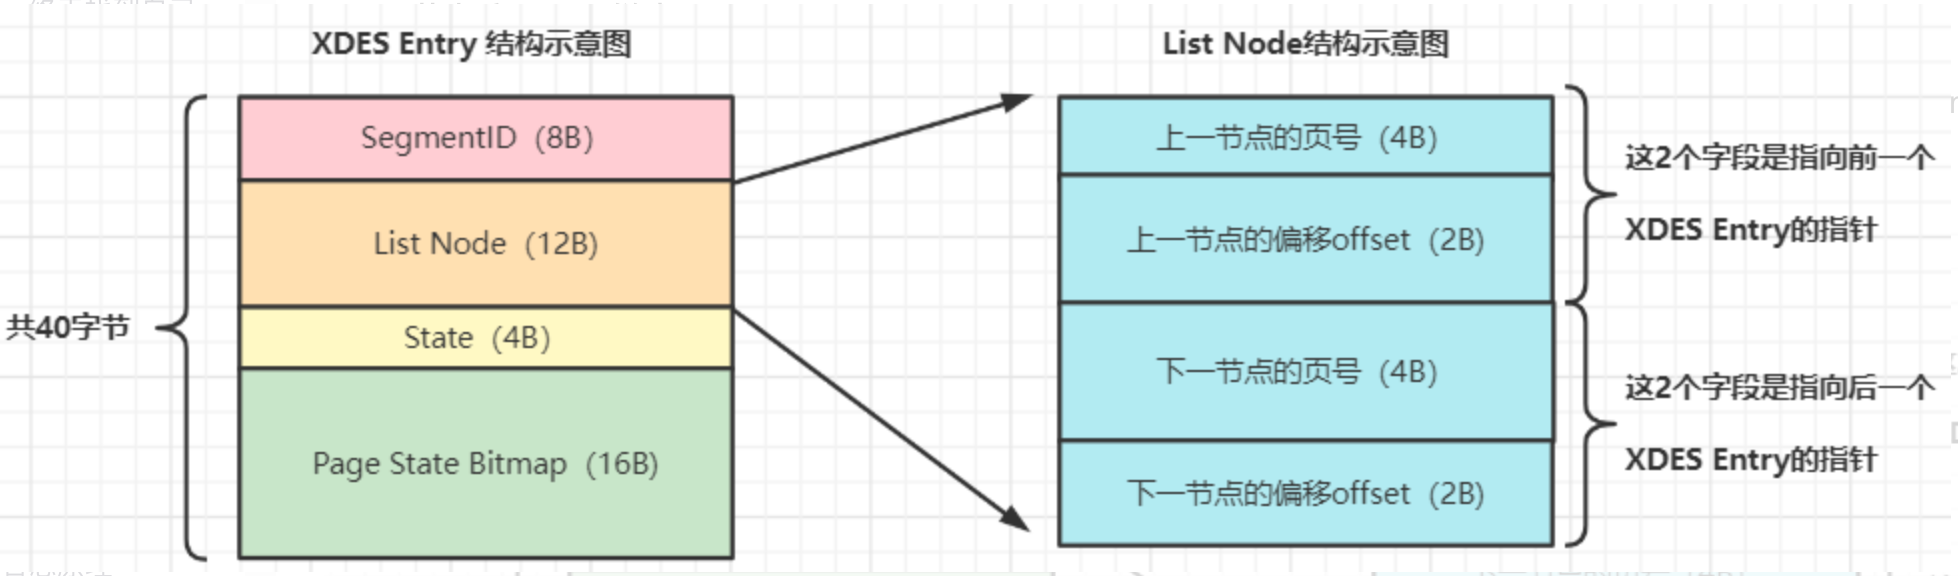 XDES Entry 结构示意图
List Node结构示意图
共40字节
SegmentID（8B）
List Node（12B）
State（4B）
Page State Bitmap（16B）
上一节点的页号（4B）
上一节点的偏移offset（2B）
下一节点的页号（4B）
下一节点的偏移offset（2B）
这2个字段是指向前一个
XDES Entry的指针
这2个字段是指向后一个
XDES Entry的指针